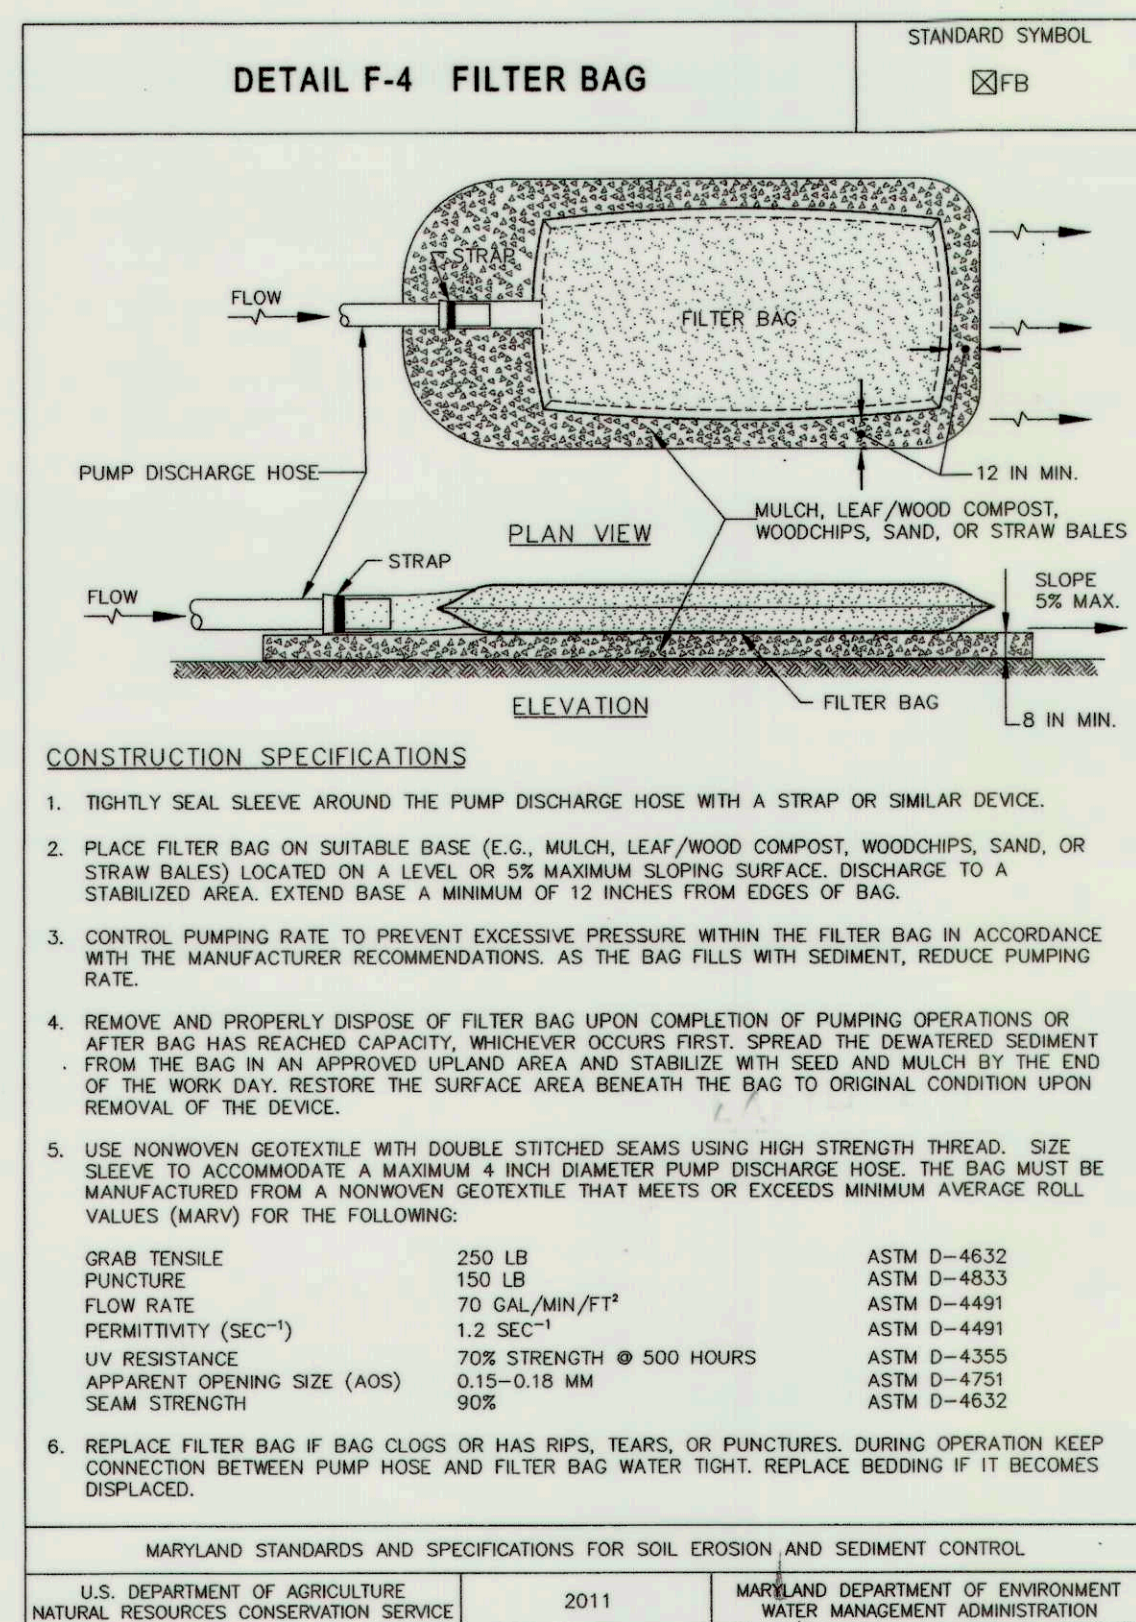 DETAIL F-4 FILTER BAG
STANDARD SYMBOL
☒FB
STRAP
FLOW
FILTER BAG
PUMP DISCHARGE HOSE
12 IN MIN.
MULCH, LEAF/WOOD COMPOST,
WOODCHIPS, SAND, OR STRAW BALES
PLAN VIEW
STRAP
FLOW
SLOPE
5% MAX.
FILTER BAG
ELEVATION
8 IN MIN.
CONSTRUCTION SPECIFICATIONS
1. TIGHTLY SEAL SLEEVE AROUND THE PUMP DISCHARGE HOSE WITH A STRAP OR SIMILAR DEVICE.
2. PLACE FILTER BAG ON SUITABLE BASE (E.G., MULCH, LEAF/WOOD COMPOST, WOODCHIPS, SAND, OR
STRAW BALES) LOCATED ON A LEVEL OR 5% MAXIMUM SLOPING SURFACE. DISCHARGE TO A
STABILIZED AREA. EXTEND BASE A MINIMUM OF 12 INCHES FROM EDGES OF BAG.
3. CONTROL PUMPING RATE TO PREVENT EXCESSIVE PRESSURE WITHIN THE FILTER BAG IN ACCORDANCE
WITH THE MANUFACTURER RECOMMENDATIONS. AS THE BAG FILLS WITH SEDIMENT, REDUCE PUMPING
RATE.
4. REMOVE AND PROPERLY DISPOSE OF FILTER BAG UPON COMPLETION OF PUMPING OPERATIONS OR
AFTER BAG HAS REACHED CAPACITY, WHICHEVER OCCURS FIRST. SPREAD THE DEWATERED SEDIMENT
FROM THE BAG IN AN APPROVED UPLAND AREA AND STABILIZE WITH SEED AND MULCH BY THE END
OF THE WORK DAY. RESTORE THE SURFACE AREA BENEATH THE BAG TO ORIGINAL CONDITION UPON
REMOVAL OF THE DEVICE.
5. USE NONWOVEN GEOTEXTILE WITH DOUBLE STITCHED SEAMS USING HIGH STRENGTH THREAD. SIZE
SLEEVE TO ACCOMMODATE A MAXIMUM 4 INCH DIAMETER PUMP DISCHARGE HOSE. THE BAG MUST BE
MANUFACTURED FROM A NONWOVEN GEOTEXTILE THAT MEETS OR EXCEEDS MINIMUM AVERAGE ROLL
VALUES (MARV) FOR THE FOLLOWING:
GRAB TENSILE 250 LB ASTM D-4632
PUNCTURE 150 LB ASTM D-4833
FLOW RATE 70 GAL/MIN/FT² ASTM D-4491
PERMITTIVITY (SEC⁻¹) 1.2 SEC⁻¹ ASTM D-4491
UV RESISTANCE 70% STRENGTH @ 500 HOURS ASTM D-4355
APPARENT OPENING SIZE (AOS) 0.15-0.18 MM ASTM D-4751
SEAM STRENGTH 90% ASTM D-4632
6. REPLACE FILTER BAG IF BAG CLOGS OR HAS RIPS, TEARS, OR PUNCTURES. DURING OPERATION KEEP
CONNECTION BETWEEN PUMP HOSE AND FILTER BAG WATER TIGHT. REPLACE BEDDING IF IT BECOMES
DISPLACED.
MARYLAND STANDARDS AND SPECIFICATIONS FOR SOIL EROSION AND SEDIMENT CONTROL
U.S. DEPARTMENT OF AGRICULTURE
NATURAL RESOURCES CONSERVATION SERVICE
2011
MARYLAND DEPARTMENT OF ENVIRONMENT
WATER MANAGEMENT ADMINISTRATION